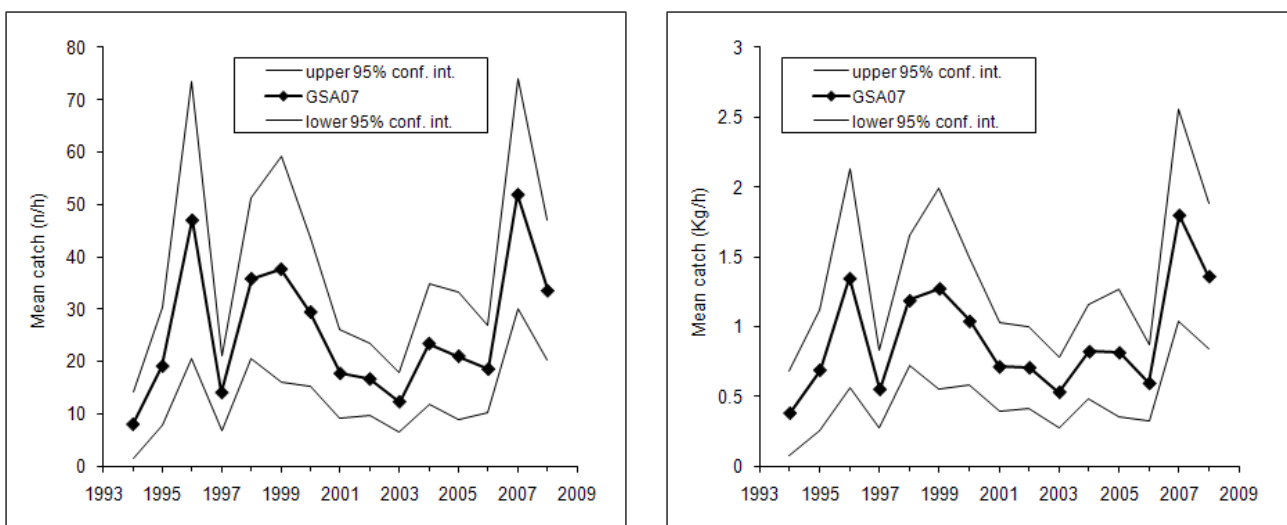 80
70
60
50
40
30
20
10
0
Mean catch (n/h)
upper 95% conf. int.
GSA07
lower 95% conf. int.
1993 1995 1997 1999 2001 2003 2005 2007 2009
3
2.5
2
1.5
1
0.5
0
Mean catch (Kg/h)
upper 95% conf. int.
GSA07
lower 95% conf. int.
1993 1995 1997 1999 2001 2003 2005 2007 2009